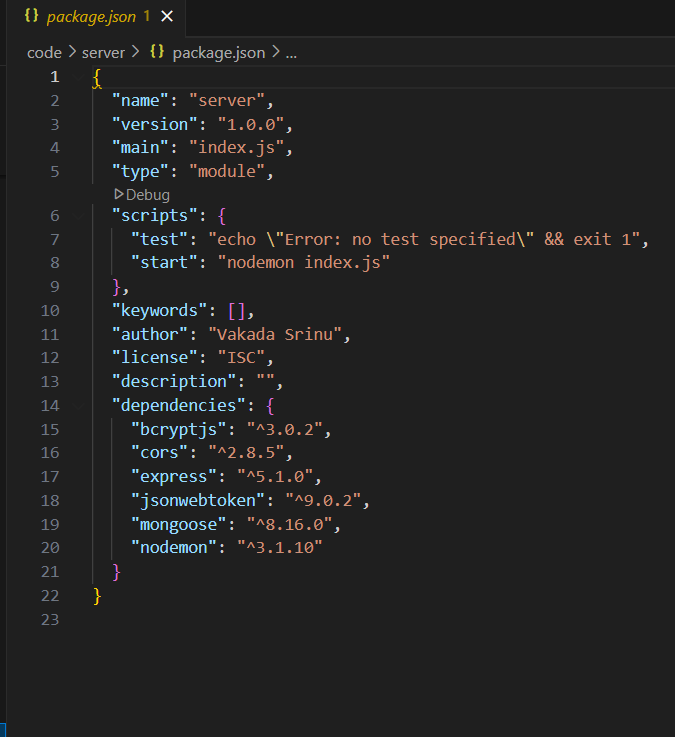 {} package.json 1 ×
code > server > {} package.json > ...
1 {
2 "name": "server",
3 "version": "1.0.0",
4 "main": "index.js",
5 "type": "module",
Debug
6 "scripts": {
7 "test": "echo \"Error: no test specified\" && exit 1",
8 "start": "nodemon index.js"
9 },
10 "keywords": [],
11 "author": "Vakada Srinu",
12 "license": "ISC",
13 "description": "",
14 "dependencies": {
15 "bcryptjs": "^3.0.2",
16 "cors": "^2.8.5",
17 "express": "^5.1.0",
18 "jsonwebtoken": "^9.0.2",
19 "mongoose": "^8.16.0",
20 "nodemon": "^3.1.10"
21 }
22 }
23